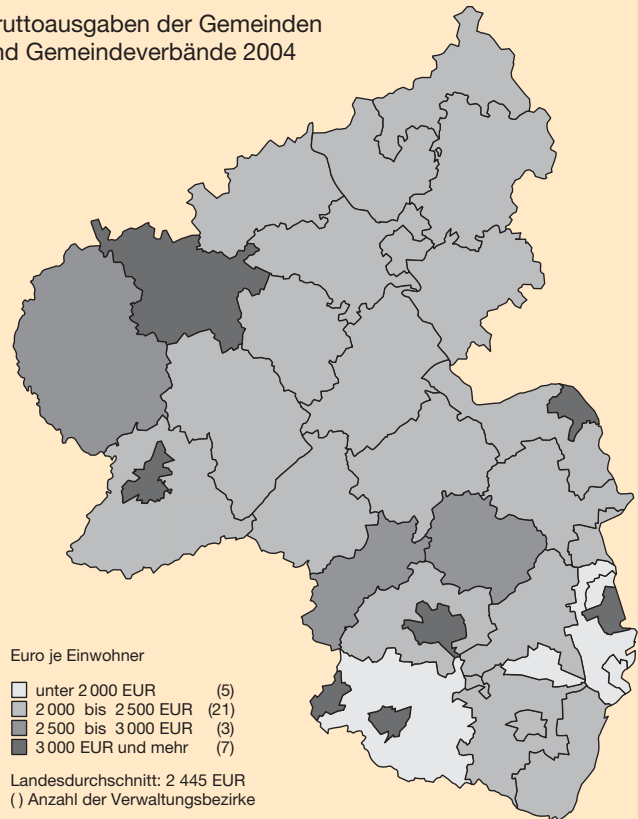 ruttoausgaben der Gemeinden
nd Gemeindeverbände 2004
Euro je Einwohner
unter 2 000 EUR (5)
2 000 bis 2 500 EUR (21)
2 500 bis 3 000 EUR (3)
3 000 EUR und mehr (7)
Landesdurchschnitt: 2 445 EUR
( ) Anzahl der Verwaltungsbezirke